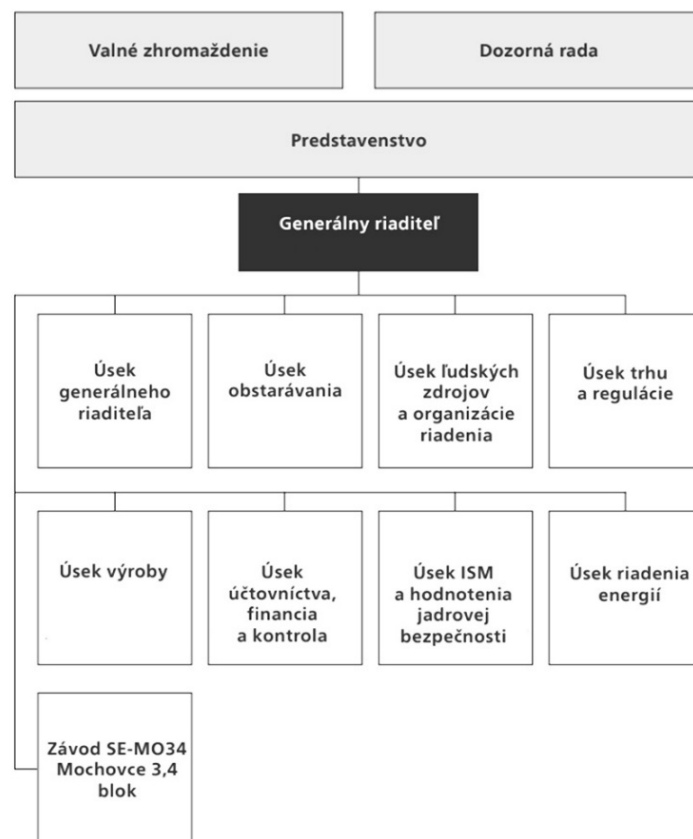 Valné zhromaždenie
Dozorná rada
Predstavenstvo
Generálny riaditeľ
Úsek
generálneho
riaditeľa
Úsek
obstarávania
Úsek ľudských
zdrojov
a organizácie
riadenia
Úsek trhu
a regulácie
Úsek výroby
Úsek
účtovníctva,
financia
a kontrola
Úsek ISM
a hodnotenia
jadrovej
bezpečnosti
Úsek riadenia
energií
Závod SE-MO34
Mochovce 3,4
blok